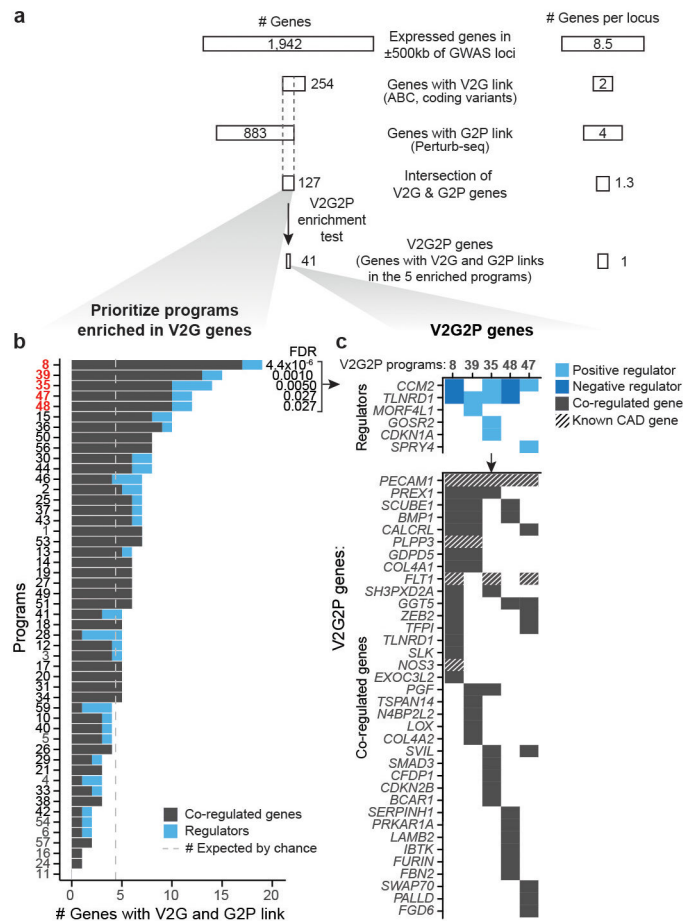 a
# Genes
# Genes per locus
1,942
Expressed genes in
±500kb of GWAS loci
8.5
254
Genes with V2G link
(ABC, coding variants)
2
883
Genes with G2P link
(Perturb-seq)
4
127
Intersection of
V2G & G2P genes
1.3
V2G2P
enrichment
test
41
V2G2P genes
(Genes with V2G and G2P links
in the 5 enriched programs)
1
Prioritize programs
enriched in V2G genes
V2G2P genes
b
FDR
8
4.4x10-6
39
0.0010
35
0.0050
47
0.027
48
0.027
15
36
50
56
30
44
46
2
25
37
43
1
53
13
14
19
27
49
51
41
18
28
12
3
17
20
31
34
59
10
40
5
26
29
21
4
33
38
42
54
6
57
16
24
11
Programs
Co-regulated genes
Regulators
# Expected by chance
0
5
10
15
20
# Genes with V2G and G2P link
c
V2G2P programs: 8 39 35 48 47
Positive regulator
Negative regulator
Co-regulated gene
Known CAD gene
Regulators
CCM2
TLNRD1
MORF4L1
GOSR2
CDKN1A
SPRY4
V2G2P genes:
Co-regulated genes
PECAM1
PREX1
SCUBE1
BMP1
CALCRL
PLPP3
GDPD5
COL4A1
FLT1
SH3PXD2A
GGT5
ZEB2
TFPI
TLNRD1
SLK
NOS3
EXOC3L2
PGF
TSPAN14
N4BP2L2
LOX
COL4A2
SVIL
SMAD3
CFDP1
CDKN2B
BCAR1
SERPINH1
PRKAR1A
LAMB2
IBTK
FURIN
FBN2
SWAP70
PALLD
FGD6